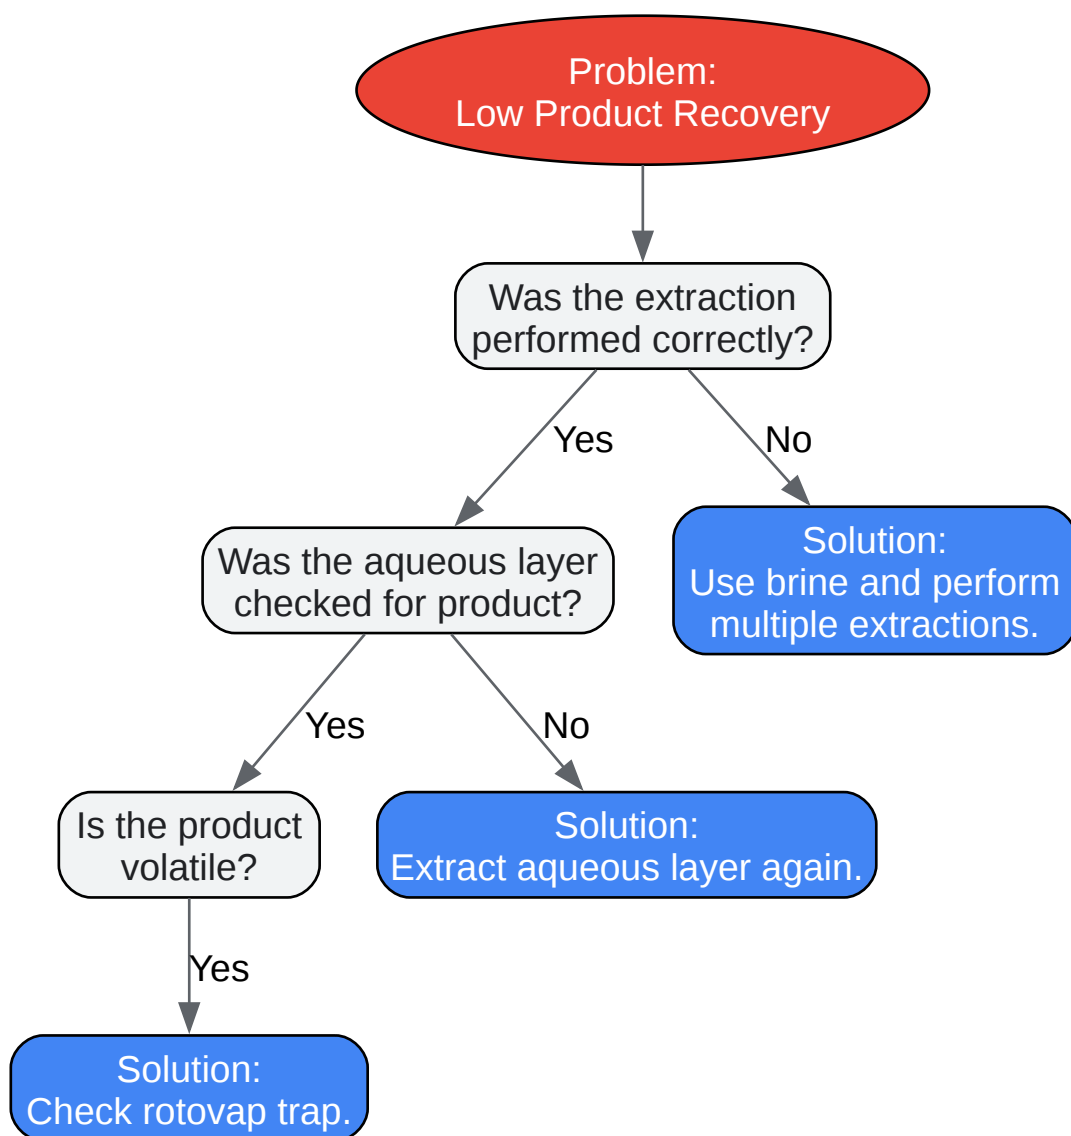 Problem:
Low Product Recovery
Was the extraction
performed correctly?
Yes
No
Was the aqueous layer
checked for product?
Solution:
Use brine and perform
multiple extractions.
Yes
No
Is the product
volatile?
Solution:
Extract aqueous layer again.
Yes
Solution:
Check rotovap trap.